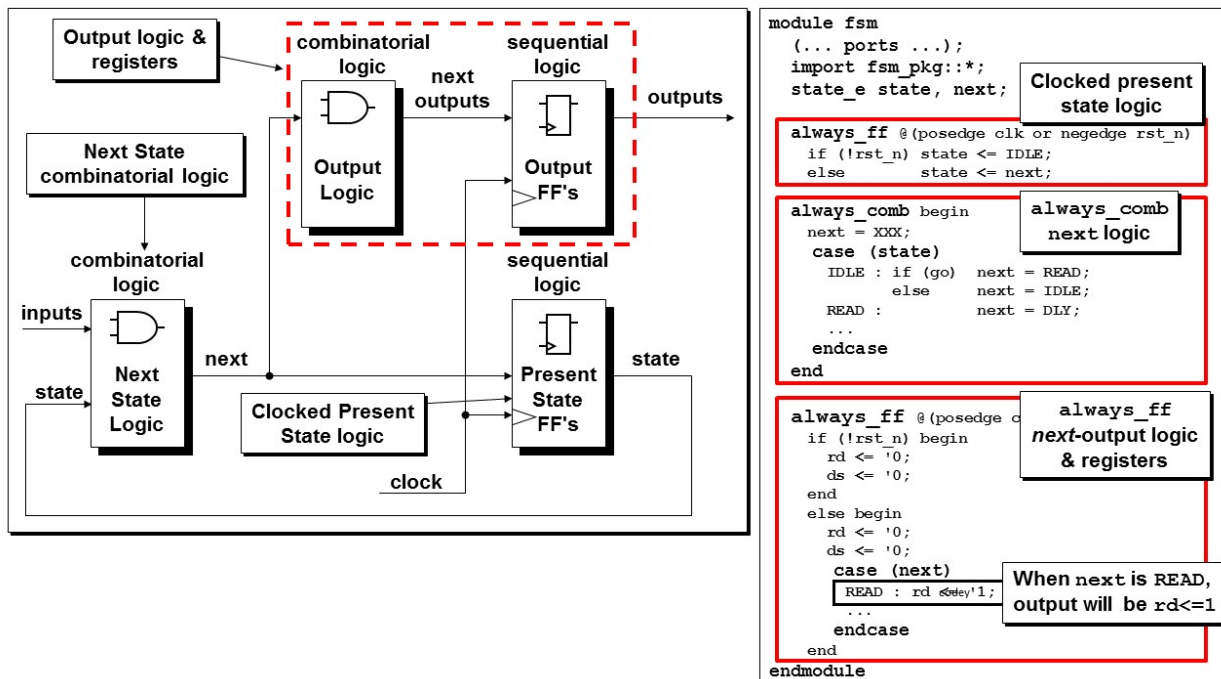 Output logic &
registers
combinatorial
logic
sequential
logic
next
outputs
outputs
Output
Logic
Output
FF's
Next State
combinatorial logic
combinatorial
logic
sequential
logic
inputs
next
state
state
Next
State
Logic
Present
State
FF's
Clocked Present
State logic
clock
module fsm
(... ports ...);
import fsm_pkg::*;
state_e state, next;
Clocked present
state logic
always_ff @(posedge clk or negedge rst_n)
if (!rst_n) state <= IDLE;
else state <= next;
always_comb begin
next = XXX;
case (state)
IDLE : if (go) next = READ;
else next = IDLE;
READ : next = DLY;
...
endcase
end
always_comb
next logic
always_ff @(posedge c
if (!rst_n) begin
rd <= '0;
ds <= '0;
end
else begin
rd <= '0;
ds <= '0;
case (next)
READ : rd '1;
...
endcase
end
endmodule
always_ff
next-output logic
& registers
When next is READ,
output will be rd<=1